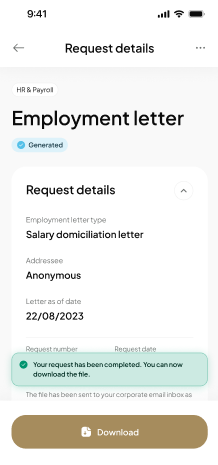 9:41
Request details
HR & Payroll
Employment letter
Generated
Request details
Employment letter type
Salary domiciliation letter
Addressee
Anonymous
Letter as of date
22/08/2023
Request number Request date
Your request has been completed. You can now
download the file.
The file has been sent to your corporate email inbox as
Download